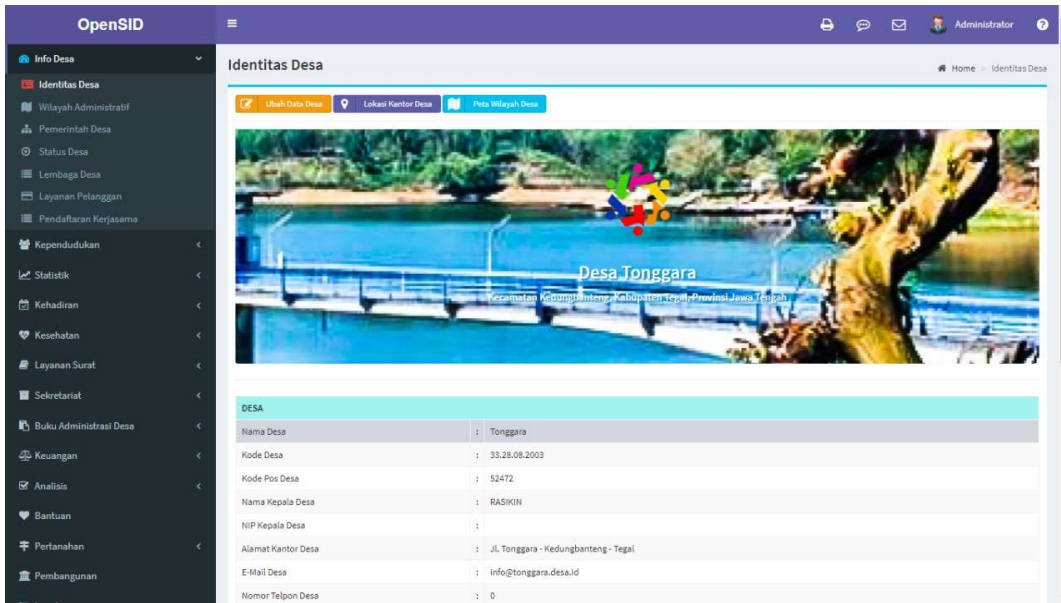 OpenSID
Administrator
Info Desa
Identitas Desa
Wilayah Administratif
Pemerintah Desa
Status Desa
Lembaga Desa
Layanan Pelanggan
Pendaftaran Kerjasama
Kependudukan
Statistik
Kehadiran
Kesehatan
Layanan Surat
Sekretariat
Buku Administrasi Desa
Keuangan
Analisis
Bantuan
Pertanahan
Pembangunan
Identitas Desa
Home Identitas Desa
Ubah Data Desa Lokasi Kantor Desa Peta Wilayah Desa
Desa Tonggara
Kecamatan Kedungbanteng, Kabupaten Tegal, Provinsi Jawa Tengah
DESA
Nama Desa : Tonggara
Kode Desa : 33.28.08.2003
Kode Pos Desa : 52472
Nama Kepala Desa : RASIKIN
NIP Kepala Desa :
Alamat Kantor Desa : Jl. Tonggara - Kedungbanteng - Tegal
E-Mail Desa : info@tonggara.desa.id
Nomor Telpon Desa : 0